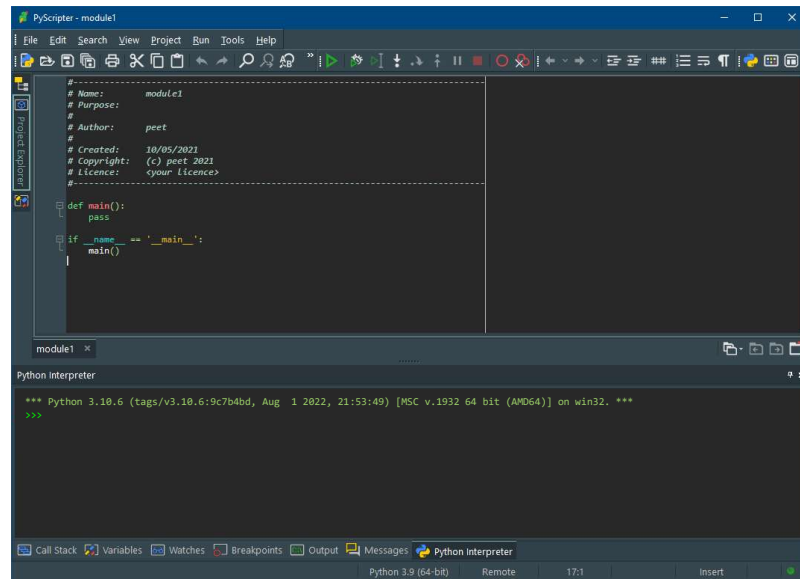 PyScripter - module1
File Edit Search View Project Run Tools Help
#-------------------------------------------------------------------------------
# Name:        module1
# Purpose:
#
# Author:      peet
#
# Created:     10/05/2021
# Copyright:   (c) peet 2021
# Licence:     <your licence>
#-------------------------------------------------------------------------------
Project Explorer
def main():
    pass
if __name__ == '__main__':
    main()
module1
Python Interpreter
*** Python 3.10.6 (tags/v3.10.6:9c7b4bd, Aug  1 2022, 21:53:49) [MSC v.1932 64 bit (AMD64)] on win32. ***
>>>
Call Stack Variables Watches Breakpoints Output Messages Python Interpreter
Python 3.9 (64-bit) Remote 17:1 Insert